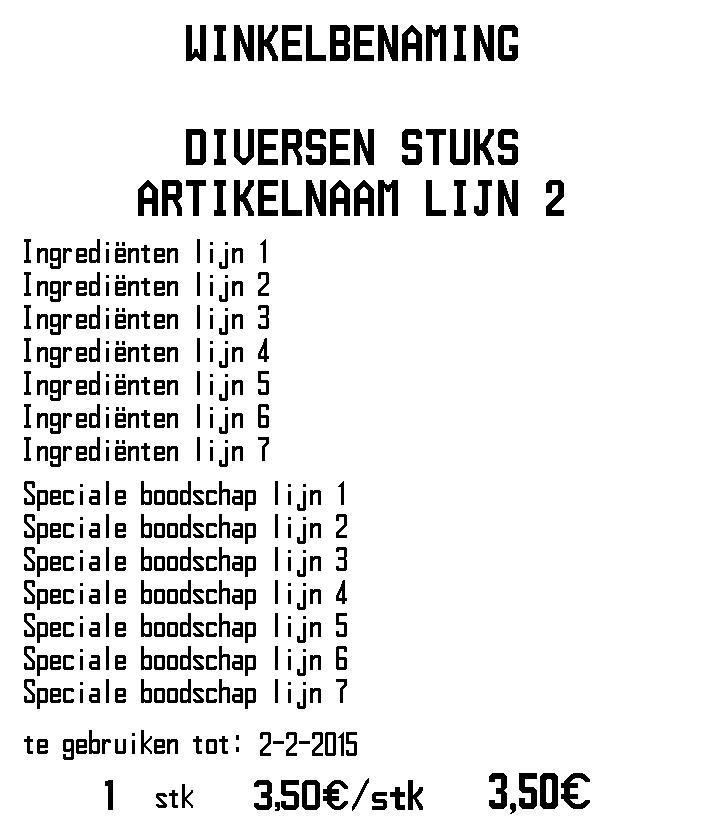 WINKELBENAMING
DIVERSEN STUKS
ARTIKELNAAM LIJN 2
Ingrediënten lijn 1
Ingrediënten lijn 2
Ingrediënten lijn 3
Ingrediënten lijn 4
Ingrediënten lijn 5
Ingrediënten lijn 6
Ingrediënten lijn 7
Speciale boodschap lijn 1
Speciale boodschap lijn 2
Speciale boodschap lijn 3
Speciale boodschap lijn 4
Speciale boodschap lijn 5
Speciale boodschap lijn 6
Speciale boodschap lijn 7
te gebruiken tot: 2-2-2015
1 stk 3,50€/stk 3,50€